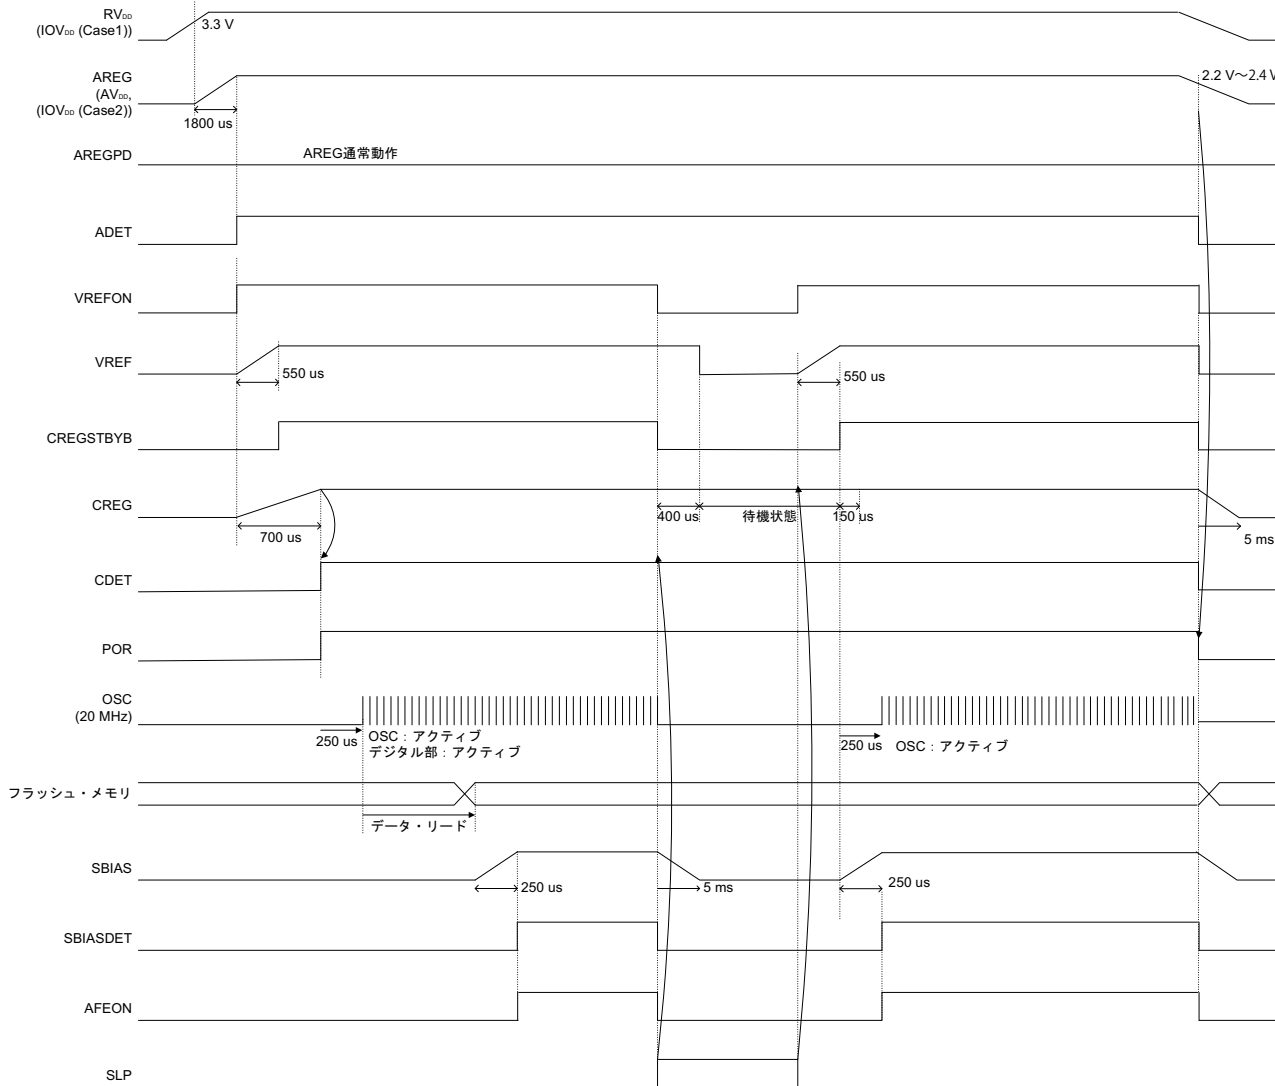 RVDD
(IOVDD (Case1))
3.3 V
AREG
(AVDD,
(IOVDD (Case2))
2.2 V～2.4 V
1800 us
AREGPD
AREG通常動作
ADET
VREFON
VREF
550 us
550 us
CREGSTBYB
CREG
400 us
待機状態
150 us
700 us
5 ms
CDET
POR
OSC
(20 MHz)
250 us
OSC：アクティブ
デジタル部：アクティブ
250 us
OSC：アクティブ
フラッシュ・メモリ
データ・リード
SBIAS
250 us
5 ms
250 us
SBIASDET
AFEON
SLP